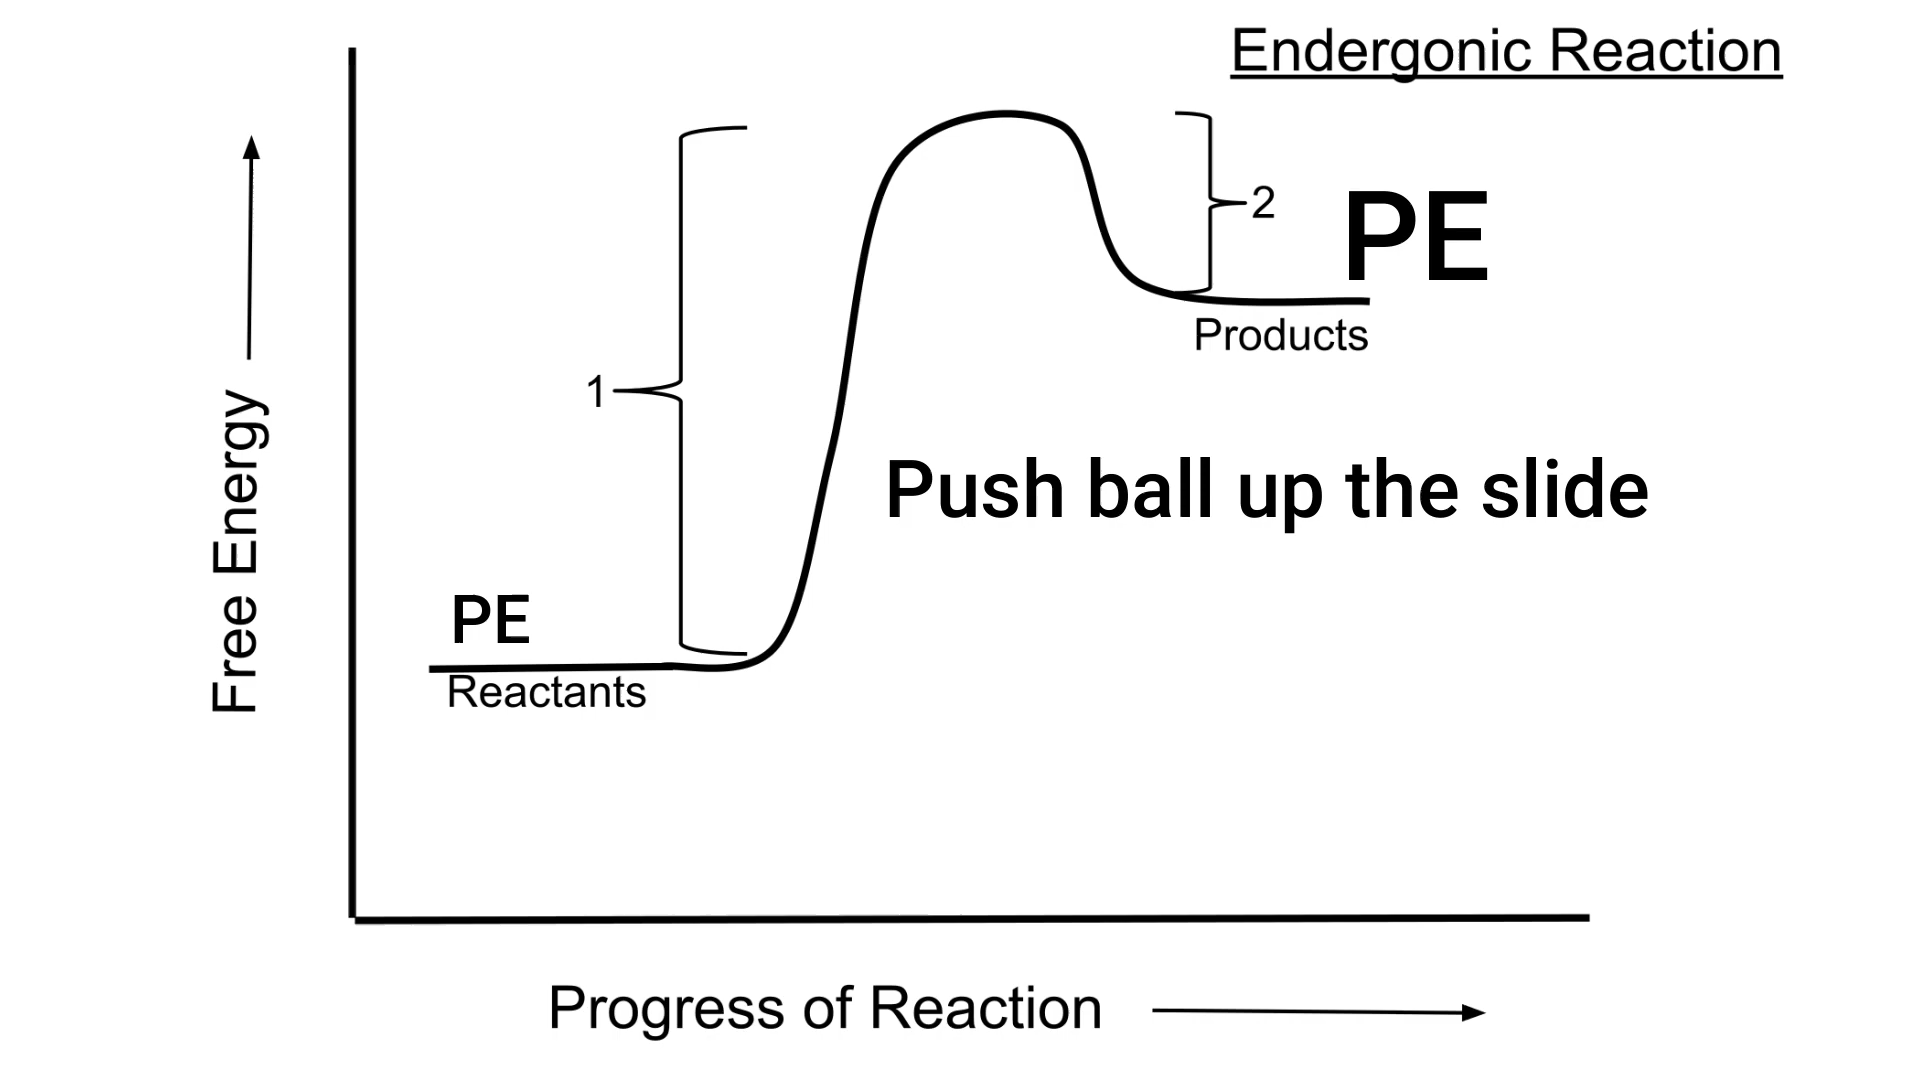 Endergonic Reaction
2
PE
Products
1
Push ball up the slide
PE
Reactants
Free Energy
Progress of Reaction